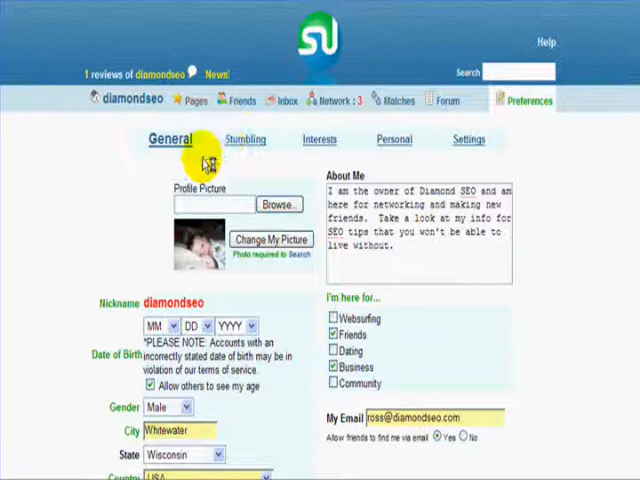 SU
Help
1 reviews of diamondseo News!
Search
diamondseo Pages Friends Inbox Network : 3 Matches Forum Preferences
General Stumbling Interests Personal Settings
Profile Picture
Browse...
Change My Picture
Photo required to Search
About Me
I am the owner of Diamond SEO and am
here for networking and making new
friends. Take a look at my info for
SEO tips that you won't be able to
live without.
Nickname diamondseo
MM DD YYYY
Date of Birth
*PLEASE NOTE: Accounts with an
incorrectly stated date of birth may be in
violation of our terms of service.
Allow others to see my age
Gender Male
City Whitewater
State Wisconsin
Country USA
I'm here for...
Websurfing
Friends
Dating
Business
Community
My Email ross@diamondseo.com
Allow friends to find me via email Yes No